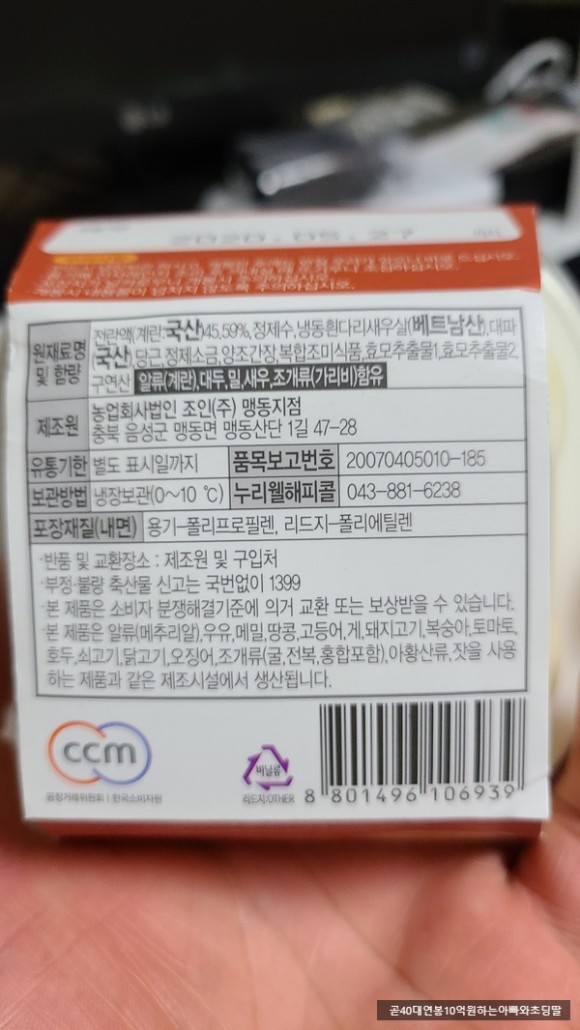 2020.05.27
원재료명 및 함량
전란액(계란:국산)45.59%, 정제수, 냉동흰다리새우살(베트남산), 대파
(국산), 당근, 정제소금, 양조간장, 복합조미식품, 효모추출물1, 효모추출물2,
구연산 알류(계란), 대두, 밀, 새우, 조개류(가리비)함유
제조원
농업회사법인 조인(주) 맹동지점
충북 음성군 맹동면 맹동산단 1길 47-28
유통기한 별도 표시일까지 품목보고번호 20070405010-185
보관방법 냉장보관(0~10 ℃) 누리웰해피콜 043-881-6238
포장재질(내면) 용기-폴리프로필렌, 리드지-폴리에틸렌
·반품 및 교환장소 : 제조원 및 구입처
·부정·불량 축산물 신고는 국번없이 1399
·본 제품은 소비자 분쟁해결기준에 의거 교환 또는 보상받을 수 있습니다.
·본 제품은 알류(메추리알), 우유, 메밀, 땅콩, 고등어, 게, 돼지고기, 복숭아, 토마토,
호두, 쇠고기, 닭고기, 오징어, 조개류(굴, 전복, 홍합포함), 아황산류, 잣을 사용
하는 제품과 같은 제조시설에서 생산됩니다.
ccm
공정거래위원회 | 한국소비자원
비닐류
리드지:OTHER
8 801496 106939
곧40대연봉10억원하는아빠와초딩딸